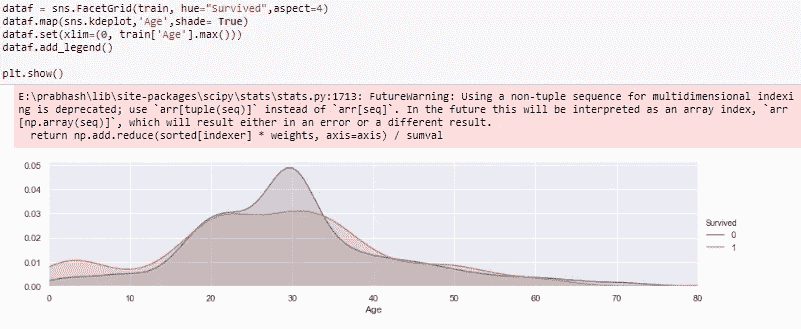 dataf = sns.FacetGrid(train, hue="Survived",aspect=4)
dataf.map(sns.kdeplot,'Age',shade= True)
dataf.set(xlim=(0, train['Age'].max()))
dataf.add_legend()
plt.show()
E:\prabhash\lib\site-packages\scipy\stats\stats.py:1713: FutureWarning: Using a non-tuple sequence for multidimensional indexi
ng is deprecated; use `arr[tuple(seq)]` instead of `arr[seq]`. In the future this will be interpreted as an array index, `arr
[np.array(seq)]`, which will result either in an error or a different result.
return np.add.reduce(sorted[indexer] * weights, axis=axis) / sumval
0.05
0.04
0.03
0.02
0.01
0.00
0 10 20 30 40 50 60 70 80
Age
Survived
0
1